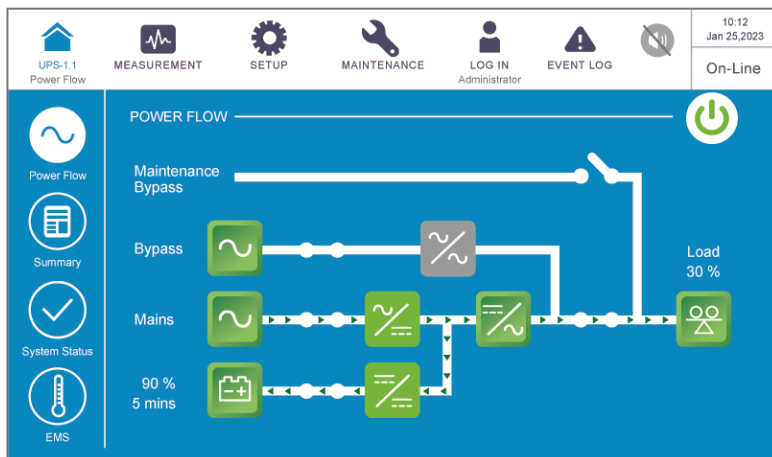 10:12
Jan 25,2023
UPS-1.1
Power Flow
MEASUREMENT
SETUP
MAINTENANCE
LOG IN
Administrator
EVENT LOG
On-Line
POWER FLOW
Power Flow
Maintenance
Bypass
Summary
Bypass
Load
30 %
Mains
System Status
90 %
5 mins
EMS